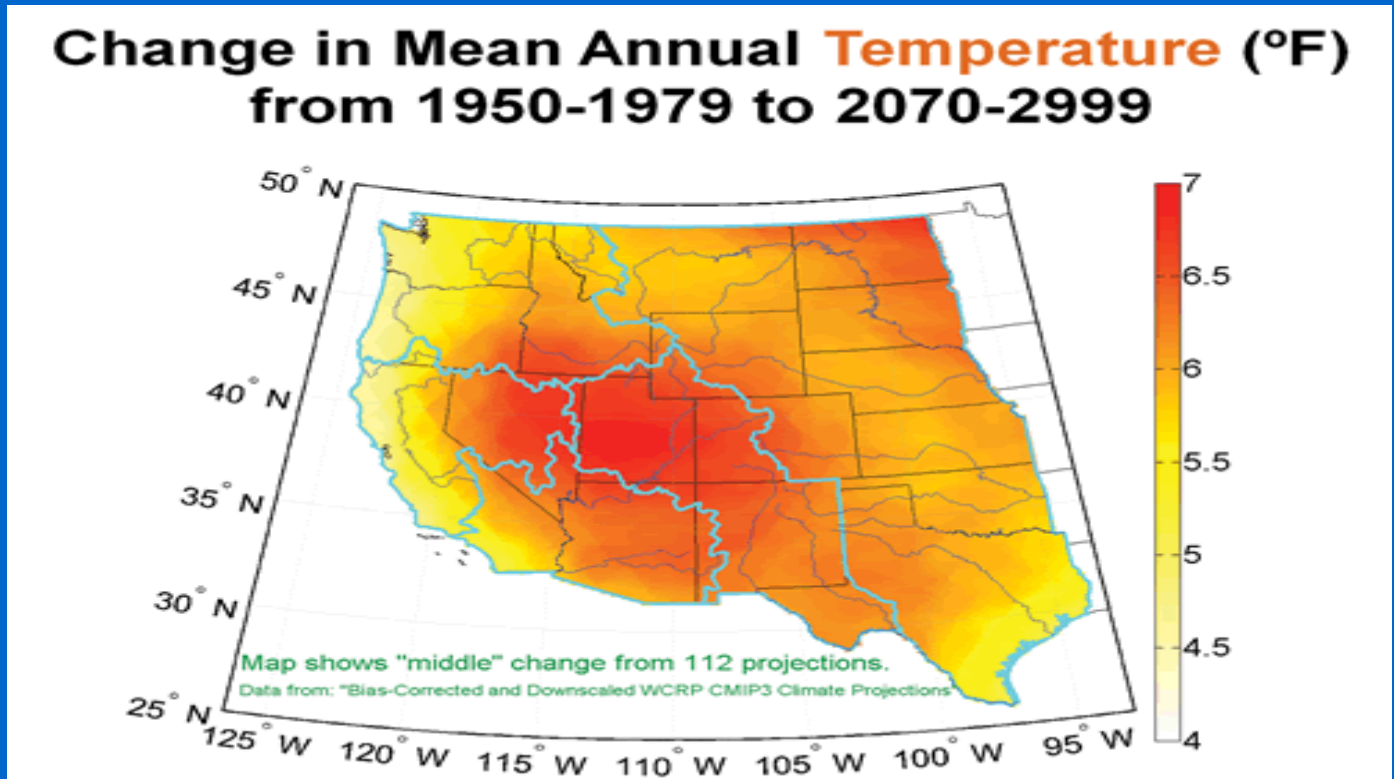 Change in Mean Annual Temperature (ºF)
from 1950-1979 to 2070-2999
50° N
45° N
40° N
35° N
30° N
25° N
125° W
120° W
115° W
110° W
105° W
100° W
95° W
7
6.5
6
5.5
5
4.5
4
Map shows "middle" change from 112 projections.
Data from: "Bias-Corrected and Downscaled WCRP CMIP3 Climate Projections"